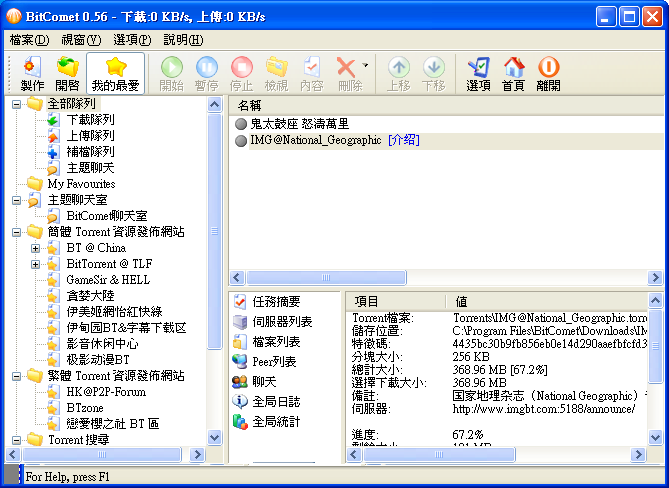 BitComet 0.56 - 下載:0 KB/s, 上傳:0 KB/s
檔案(D) 視窗(V) 選項(P) 說明(H)
製作 開啓 我的最愛 開始 暫停 停止 檢視 內容 刪除 上移 下移 選項 首頁 離開
全部隊列
下載隊列
上傳隊列
補檔隊列
主題聊天
My Favourites
主題聊天室
BitComet聊天室
簡體 Torrent 資源發佈網站
BT @ China
BitTorrent @ TLF
GameSir & HELL
貪婪大陸
伊美姬網怡紅快綠
伊甸园BT&字幕下载区
影音休闲中心
极影动漫BT
繁體 Torrent 資源發佈網站
HK@P2P-Forum
BTzone
戀愛櫻之社 BT 區
Torrent 搜尋
名稱
鬼太鼓座 怒濤萬里
IMG@National_Geographic [介绍]
任務摘要
伺服器列表
檔案列表
Peer列表
聊天
全局日誌
全局統計
項目 值
Torrent檔案: Torrents\IMG@National_Geographic.torre
儲存位置: C:\Program Files\BitComet\Downloads\IM
特徵碼: 4435bc30b9fb856eb0e14d290aaefbfcfd3
分塊大小: 256 KB
總計大小: 368.96 MB [67.2%]
選擇下載大小: 368.96 MB
備註: 国家地理杂志（National Geographic）
伺服器: http://www.imgbt.com:5188/announce/
進度: 67.2%
剩餘大小: 121 MB
For Help, press F1